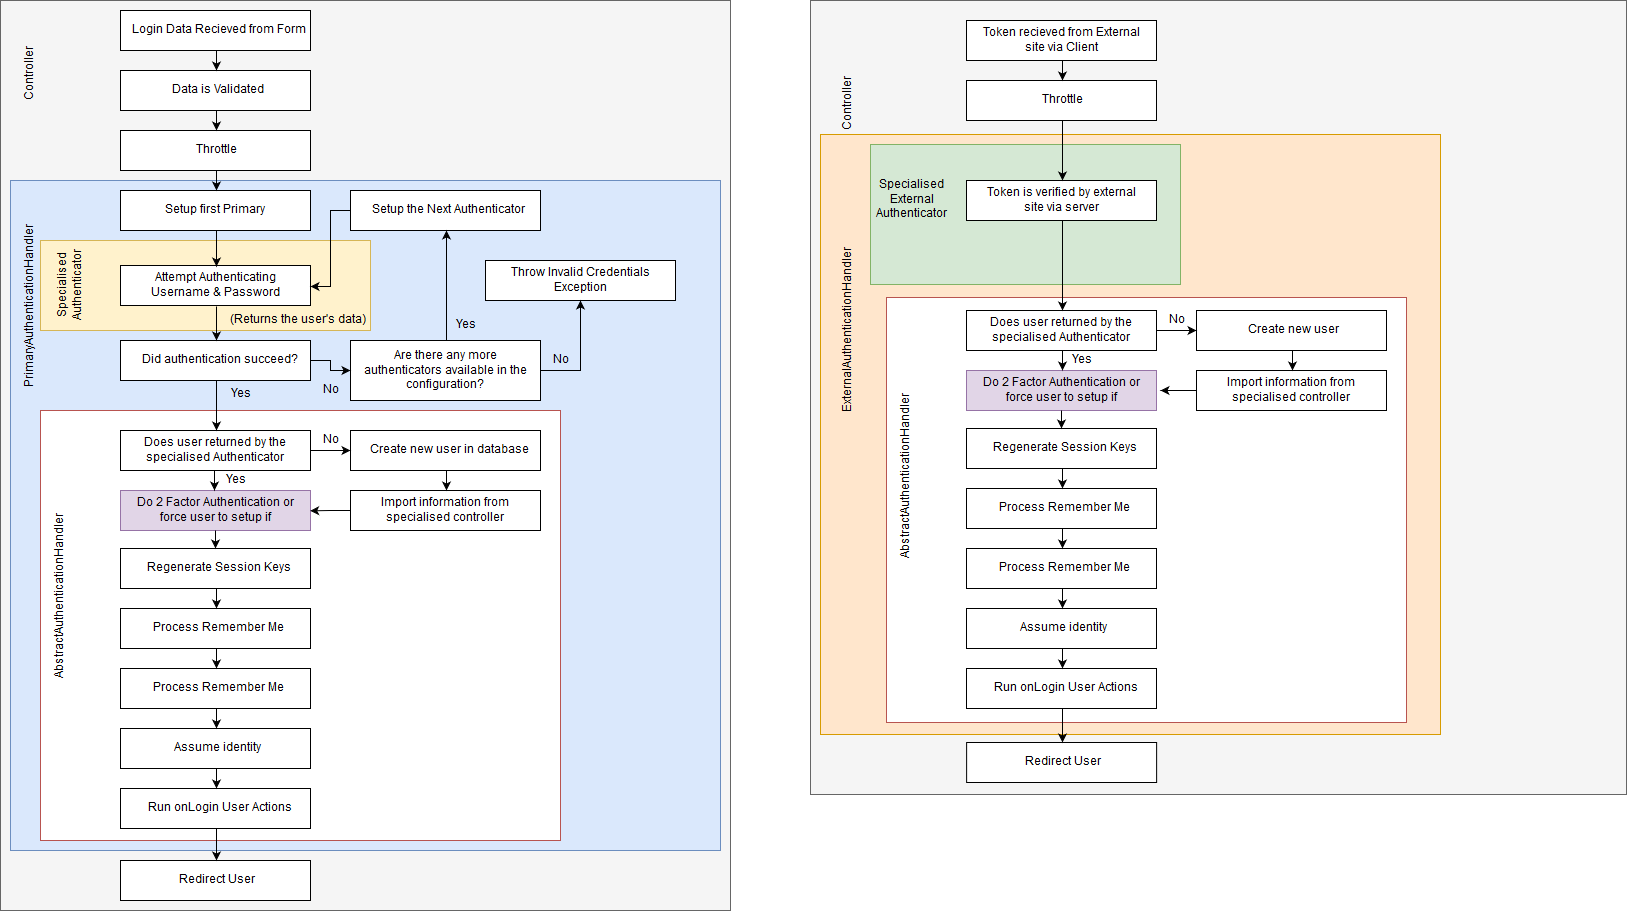 Controller
Login Data Recieved from Form
Data is Validated
Throttle
PrimaryAuthenticationHandler
Setup first Primary
Setup the Next Authenticator
Specialised
Authenticator
Attempt Authenticating
Username & Password
(Returns the user's data)
Throw Invalid Credentials
Exception
Yes
Did authentication succeed?
No
Are there any more
authenticators available in the
configuration?
No
Yes
AbstractAuthenticationHandler
Does user returned by the
specialised Authenticator
No
Create new user in database
Yes
Do 2 Factor Authentication or
force user to setup if
Import information from
specialised controller
Regenerate Session Keys
Process Remember Me
Process Remember Me
Assume identity
Run onLogin User Actions
Redirect User
Controller
Token recieved from External
site via Client
Throttle
ExternalAuthenticationHandler
Specialised
External
Authenticator
Token is verified by external
site via server
AbstractAuthenticationHandler
Does user returned by the
specialised Authenticator
No
Create new user
Yes
Do 2 Factor Authentication or
force user to setup if
Import information from
specialised controller
Regenerate Session Keys
Process Remember Me
Process Remember Me
Assume identity
Run onLogin User Actions
Redirect User